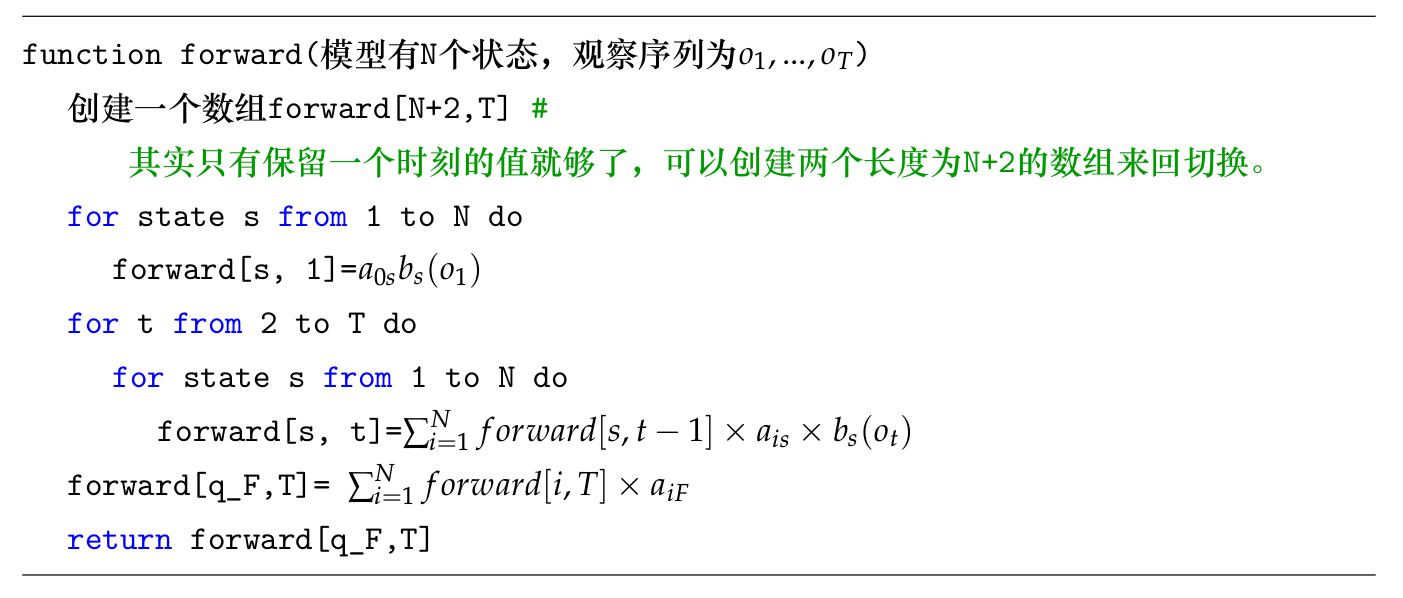 function forward(模型有N个状态，观察序列为o₁,...,o_T)
创建一个数组forward[N+2,T] #
其实只有保留一个时刻的值就够了，可以创建两个长度为N+2的数组来回切换。
for state s from 1 to N do
forward[s, 1]=a₀ₛbₛ(o₁)
for t from 2 to T do
for state s from 1 to N do
forward[s, t]=∑_{i=1}^{N} forward[s, t − 1] × a_{is} × b_s(o_t)
forward[q_F,T]= ∑_{i=1}^{N} forward[i, T] × a_{iF}
return forward[q_F,T]